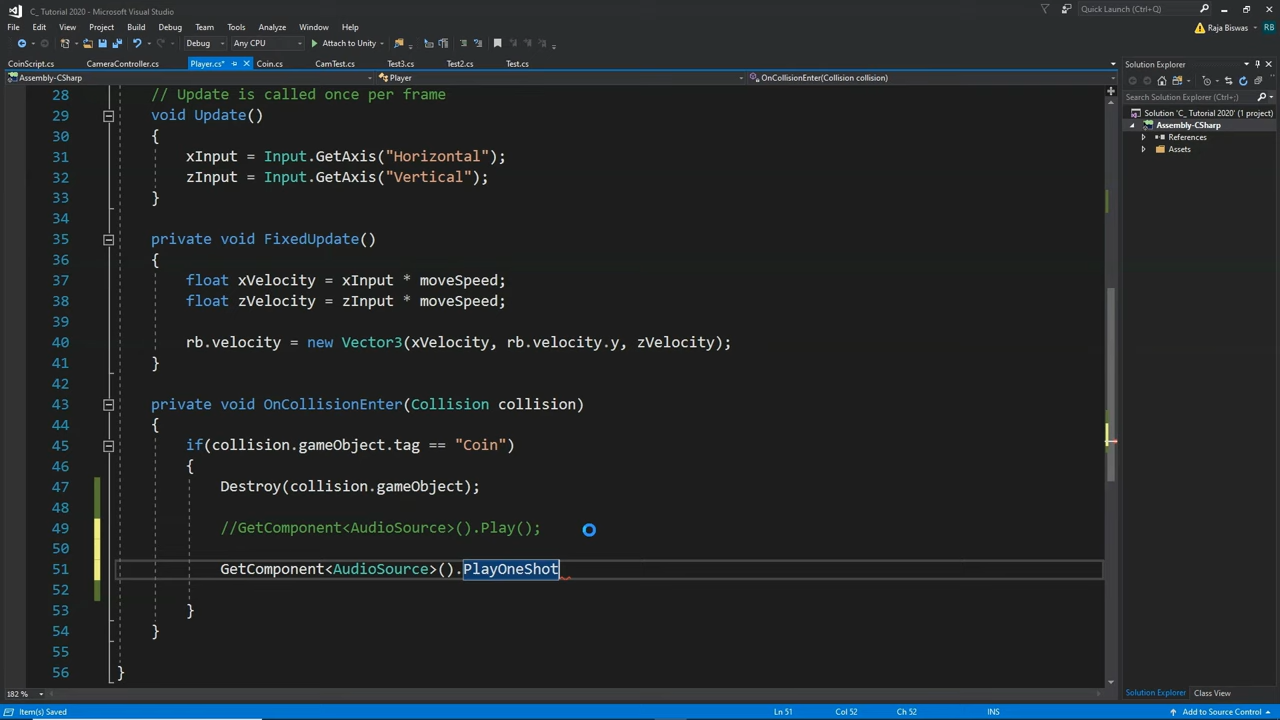 C_ Tutorial 2020 - Microsoft Visual Studio
Quick Launch (Ctrl+Q)
File Edit View Project Build Debug Team Tools Analyze Window Help
Raja Biswas RB
Debug Any CPU Attach to Unity
CoinScript.cs CameraController.cs Player.cs* Coin.cs CamTest.cs Test3.cs Test2.cs Test.cs
Solution Explorer
Assembly-CSharp Player OnCollisionEnter(Collision collision)
Search Solution Explorer (Ctrl+;)
Solution 'C_ Tutorial 2020' (1 project)
Assembly-CSharp
References
Assets
28 // Update is called once per frame
29 void Update()
30 {
31 xInput = Input.GetAxis("Horizontal");
32 zInput = Input.GetAxis("Vertical");
33 }
34
35 private void FixedUpdate()
36 {
37 float xVelocity = xInput * moveSpeed;
38 float zVelocity = zInput * moveSpeed;
39
40 rb.velocity = new Vector3(xVelocity, rb.velocity.y, zVelocity);
41 }
42
43 private void OnCollisionEnter(Collision collision)
44 {
45 if(collision.gameObject.tag == "Coin")
46 {
47 Destroy(collision.gameObject);
48
49 //GetComponent<AudioSource>().Play();
50
51 GetComponent<AudioSource>().PlayOneShot
52
53 }
54 }
55
56 }
182 %
Solution Explorer Class View
Item(s) Saved Ln 51 Col 52 Ch 52 INS Add to Source Control